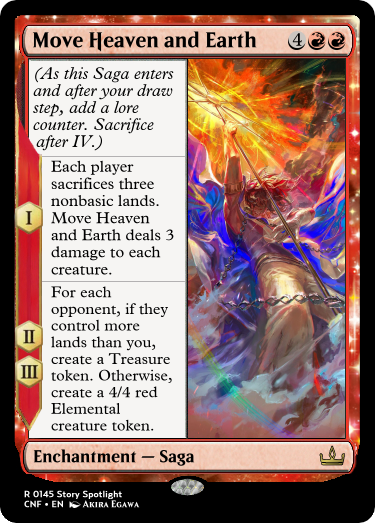 Move Heaven and Earth 4
(As this Saga enters
and after your draw
step, add a lore
counter. Sacrifice
after IV.)
I
Each player
sacrifices three
nonbasic lands.
Move Heaven
and Earth deals 3
damage to each
creature.
II
III
For each
opponent, if they
control more
lands than you,
create a Treasure
token. Otherwise,
create a 4/4 red
Elemental
creature token.
Enchantment — Saga
R 0145 Story Spotlight
CNF • EN Akira Egawa